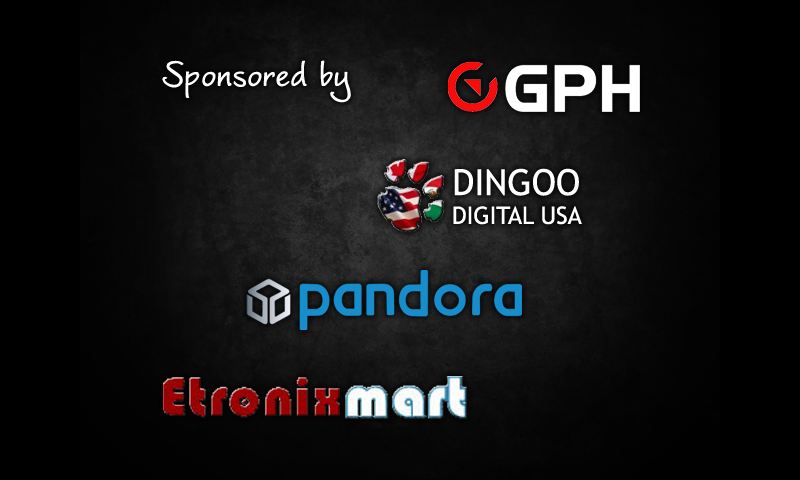 Sponsored by
GPH
DINGOO
DIGITAL USA
pandora
Etronixmart